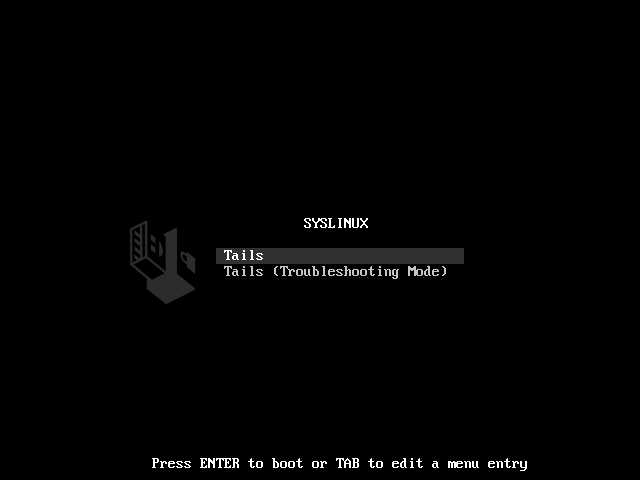 SYSLINUX
Tails
Tails (Troubleshooting Mode)
Press ENTER to boot or TAB to edit a menu entry